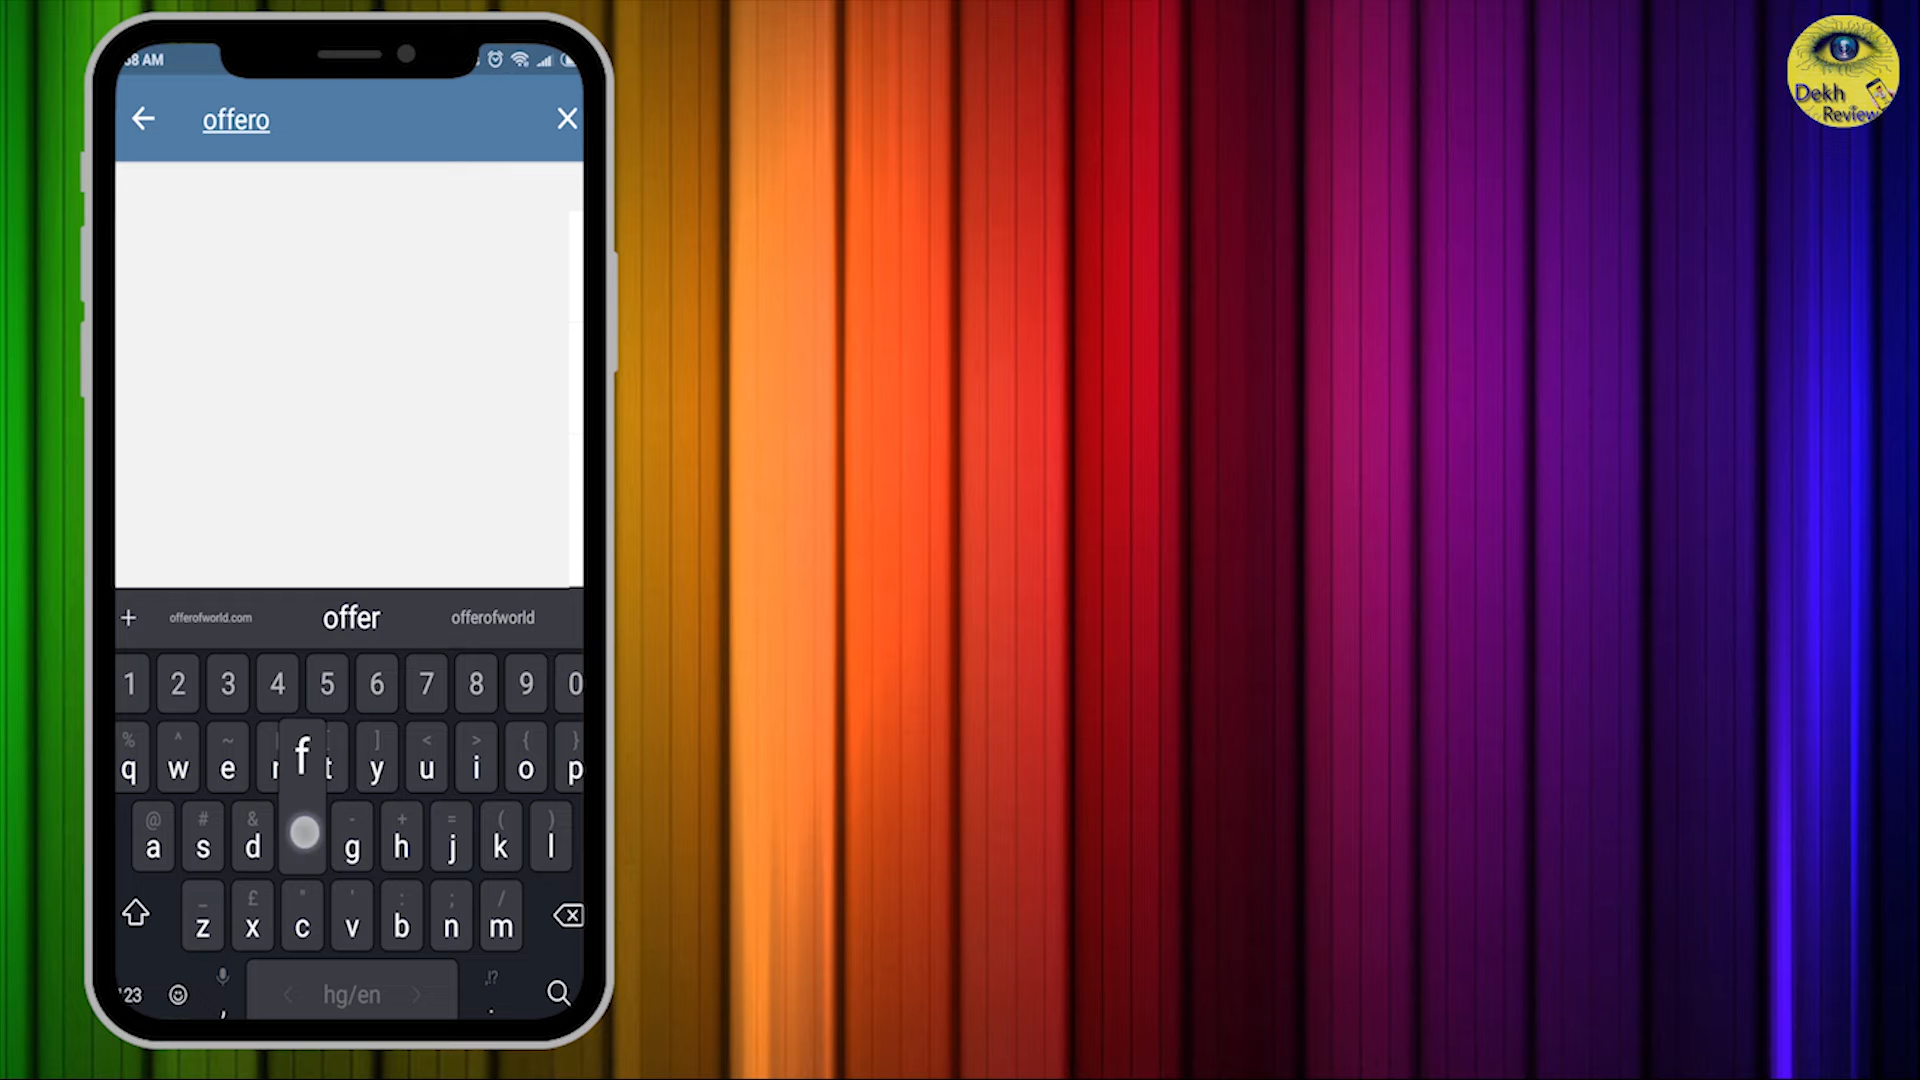 :38 AM
offero
Dekh
Review
+ offerofworld.com offer offerofworld
1 2 3 4 5 6 7 8 9 0
% ^ ~ | [ ] < > { }
q w e r t y u i o p
f
@ # & - + = ( )
a s d g h j k l
_ £ " ' : ; /
z x c v b n m
,!?
123 , hg/en .